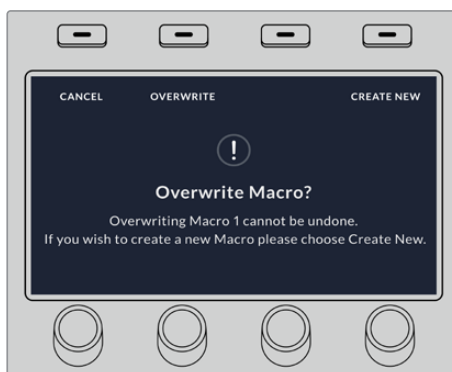 CANCEL OVERWRITE CREATE NEW
!
Overwrite Macro?
Overwriting Macro 1 cannot be undone.
If you wish to create a new Macro please choose Create New.